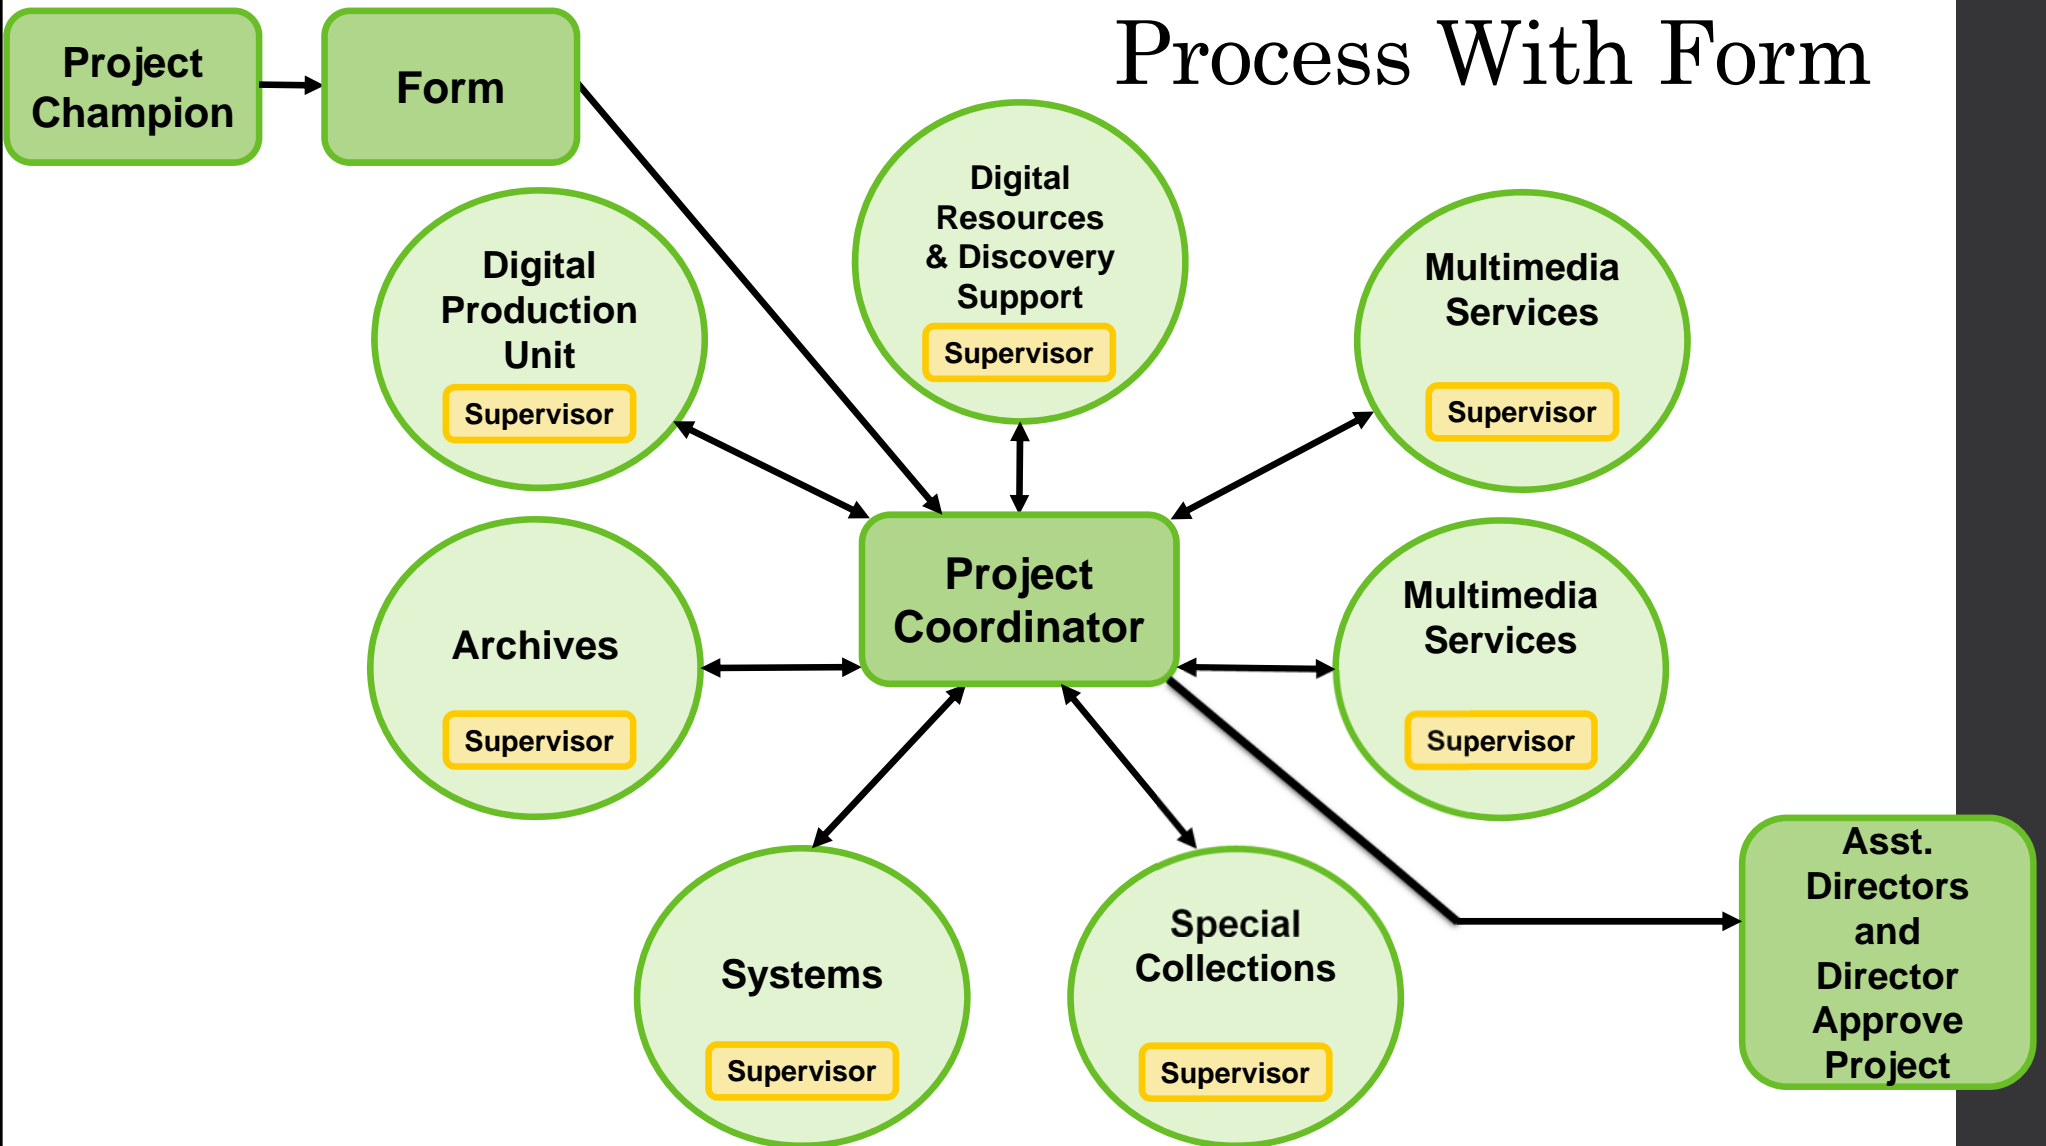 Process With Form
Project
Champion
Form
Digital
Resources
& Discovery
Support
Supervisor
Digital
Production
Unit
Supervisor
Multimedia
Services
Supervisor
Project
Coordinator
Archives
Supervisor
Multimedia
Services
Supervisor
Systems
Supervisor
Special
Collections
Supervisor
Asst.
Directors
and
Director
Approve
Project